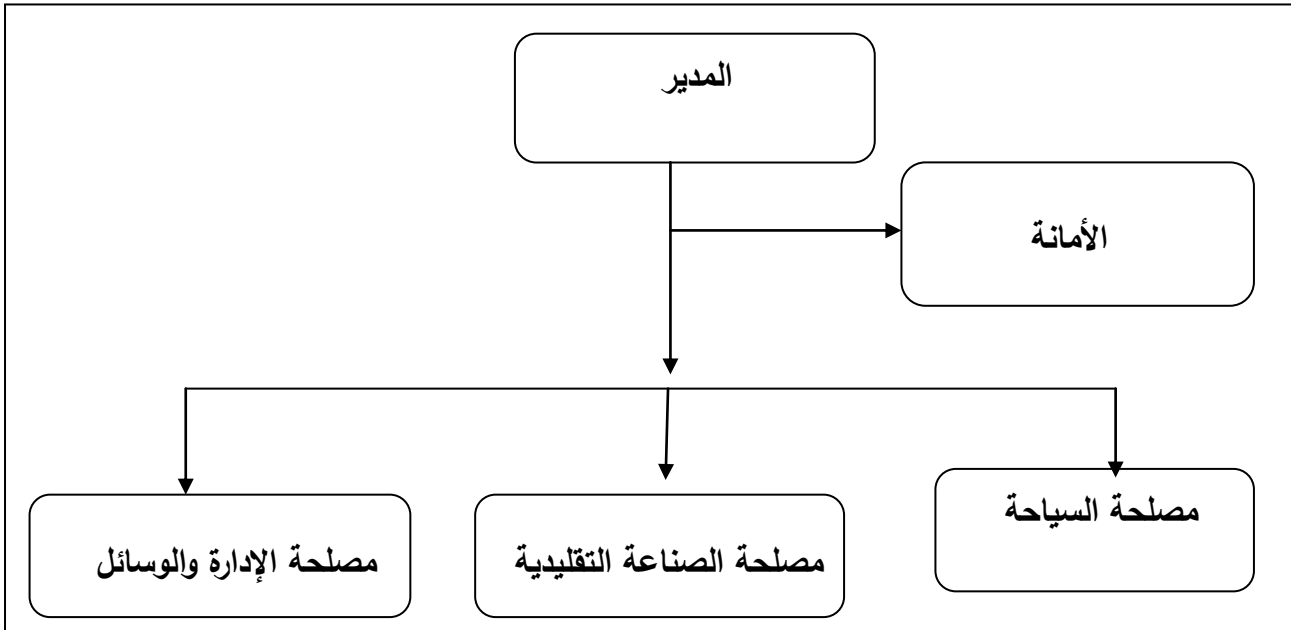 المدير
الأمانة
مصلحة السياحة
مصلحة الصناعة التقليدية
مصلحة الإدارة والوسائل